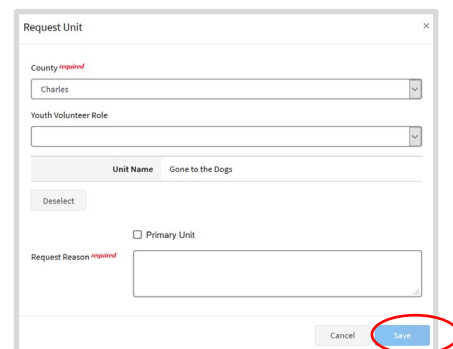 Request Unit ×
County required
Charles
Youth Volunteer Role
Unit Name Gone to the Dogs
Deselect
Primary Unit
Request Reason required
Cancel Save